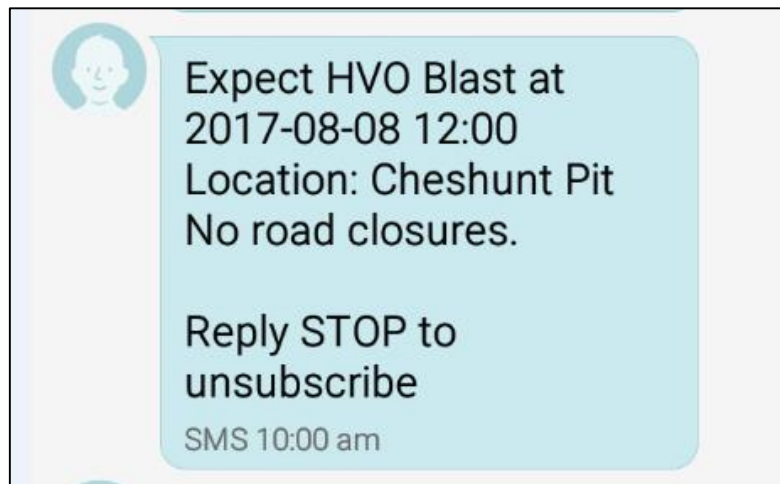 Expect HVO Blast at
2017-08-08 12:00
Location: Cheshunt Pit
No road closures.
Reply STOP to
unsubscribe
SMS 10:00 am